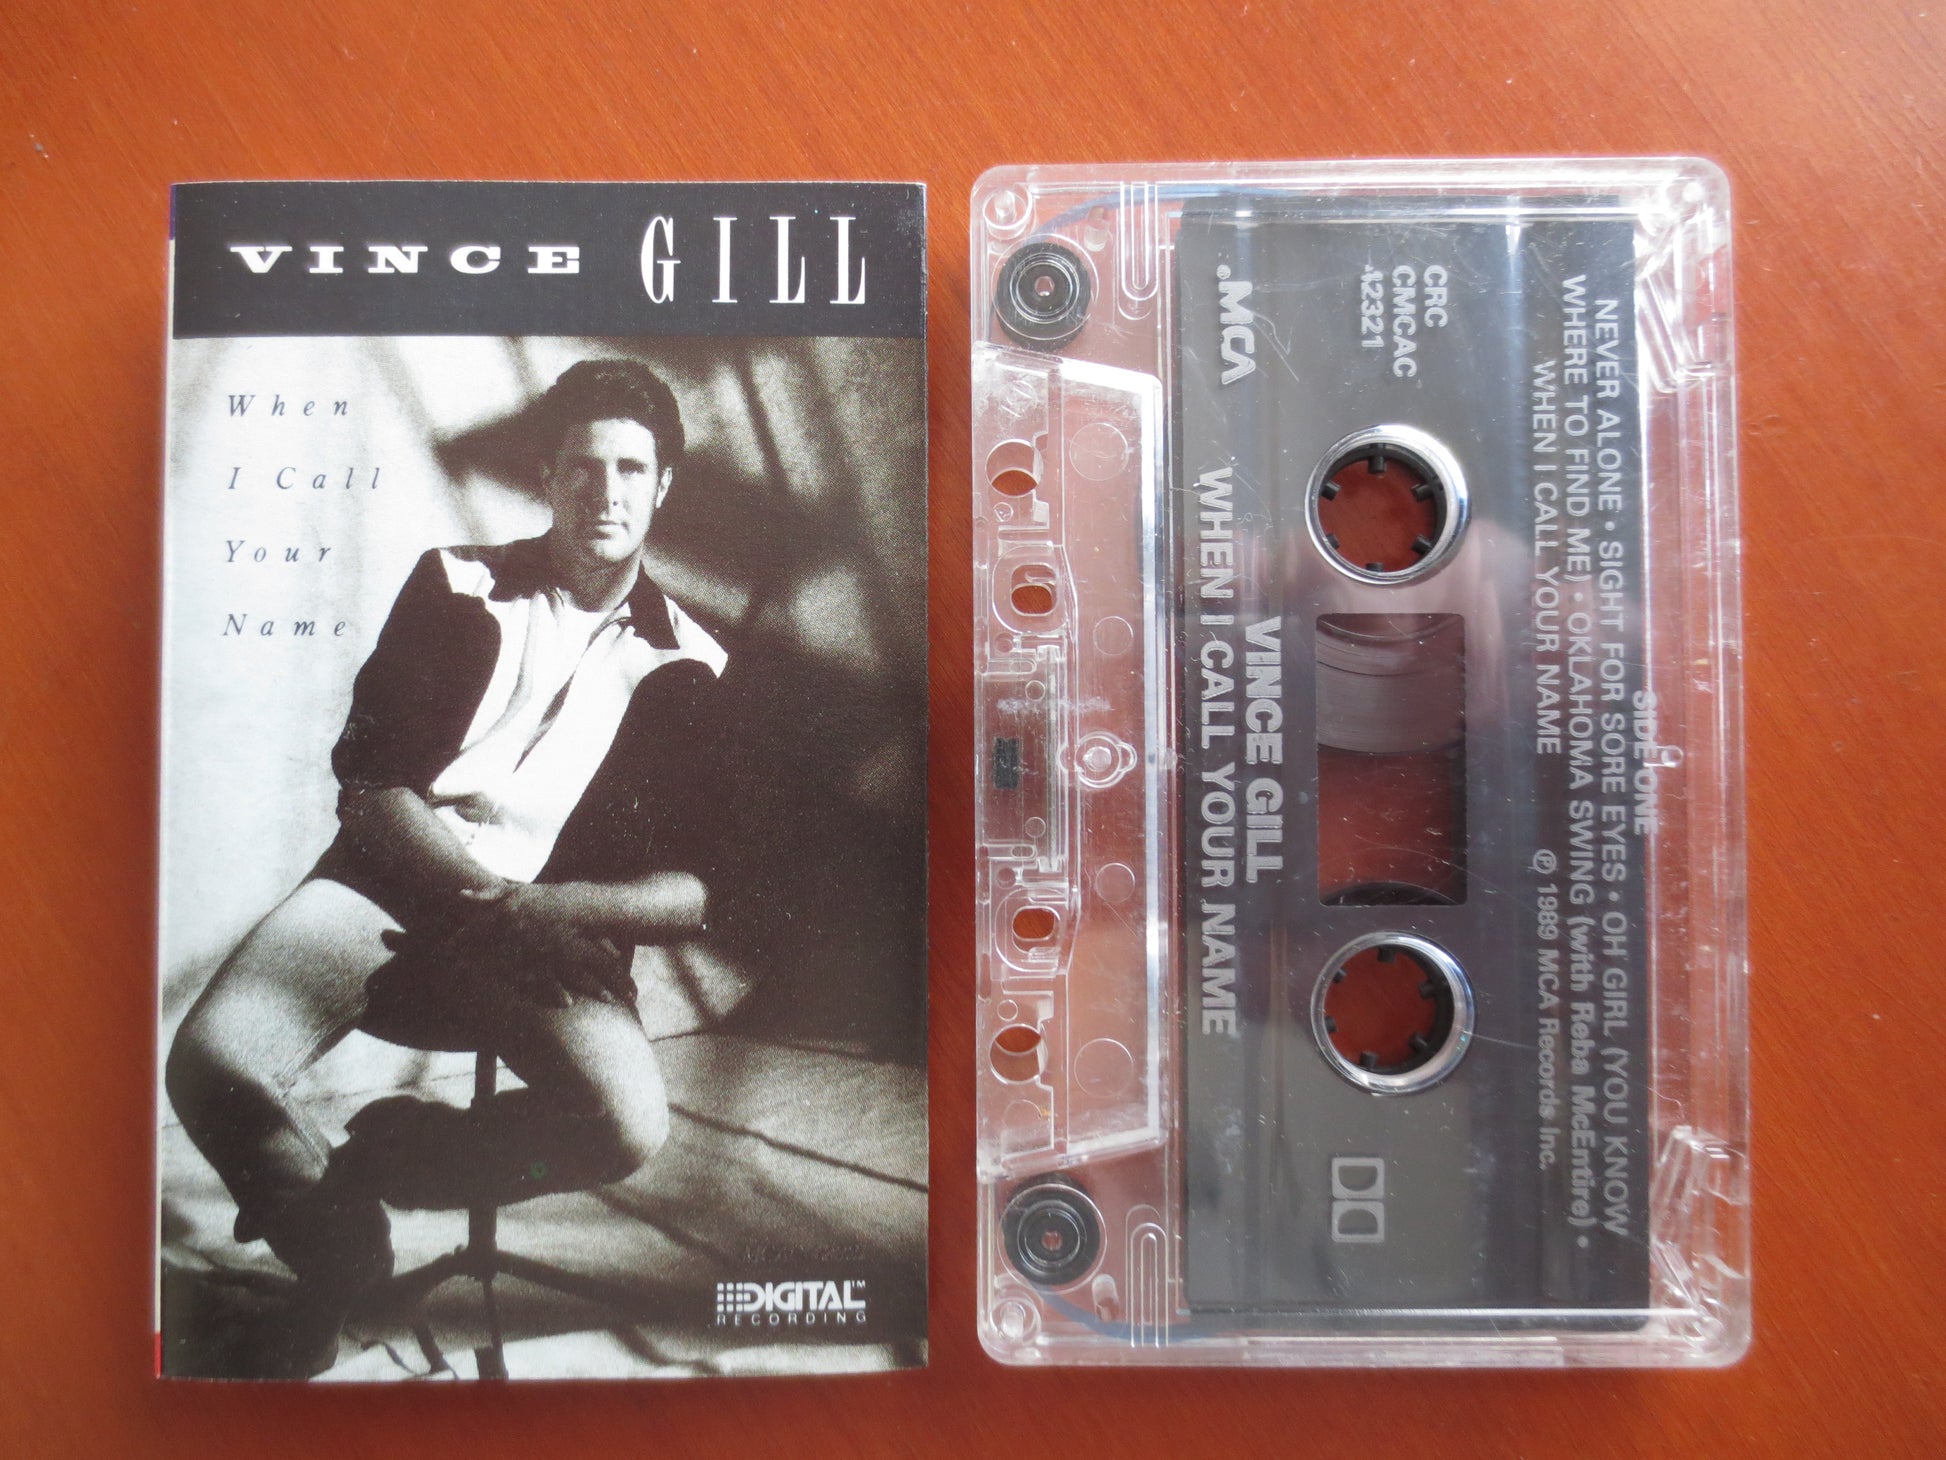 VINCE GILL
When
I Call
Your
Name
DIGITAL™
RECORDING
SIDE ONE
NEVER ALONE • SIGHT FOR SORE EYES • OH GIRL (YOU KNOW
WHERE TO FIND ME) • OKLAHOMA SWING (with Reba McEntire) •
WHEN I CALL YOUR NAME ℗ 1989 MCA Records Inc.
CRC
CMCAC
42321
.MCA
VINCE GILL
WHEN I CALL YOUR NAME